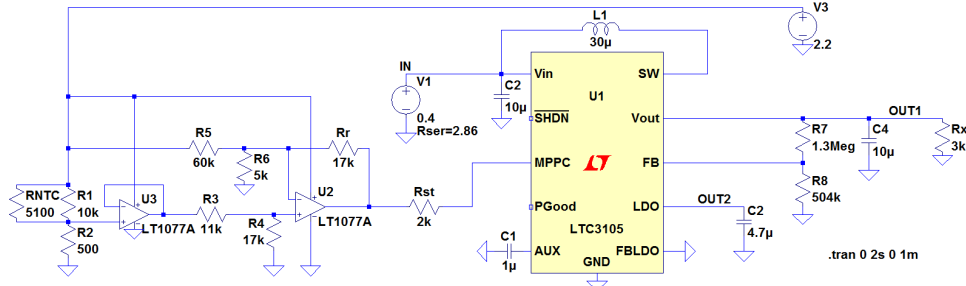 V3
2.2
L1
30µ
IN
V1
0.4
Rser=2.86
C2
10µ
Vin
SW
U1
SHDN
Vout
OUT1
MPPC
FB
PGood
LDO
OUT2
LTC3105
AUX
FBLDO
GND
R7
1.3Meg
C4
10µ
Rx
3k
R8
504k
C2
4.7µ
C1
1µ
R5
60k
R6
5k
Rr
17k
U2
LT1077A
Rst
2k
RNTC
5100
R1
10k
U3
LT1077A
R2
500
R3
11k
R4
17k
.tran 0 2s 0 1m